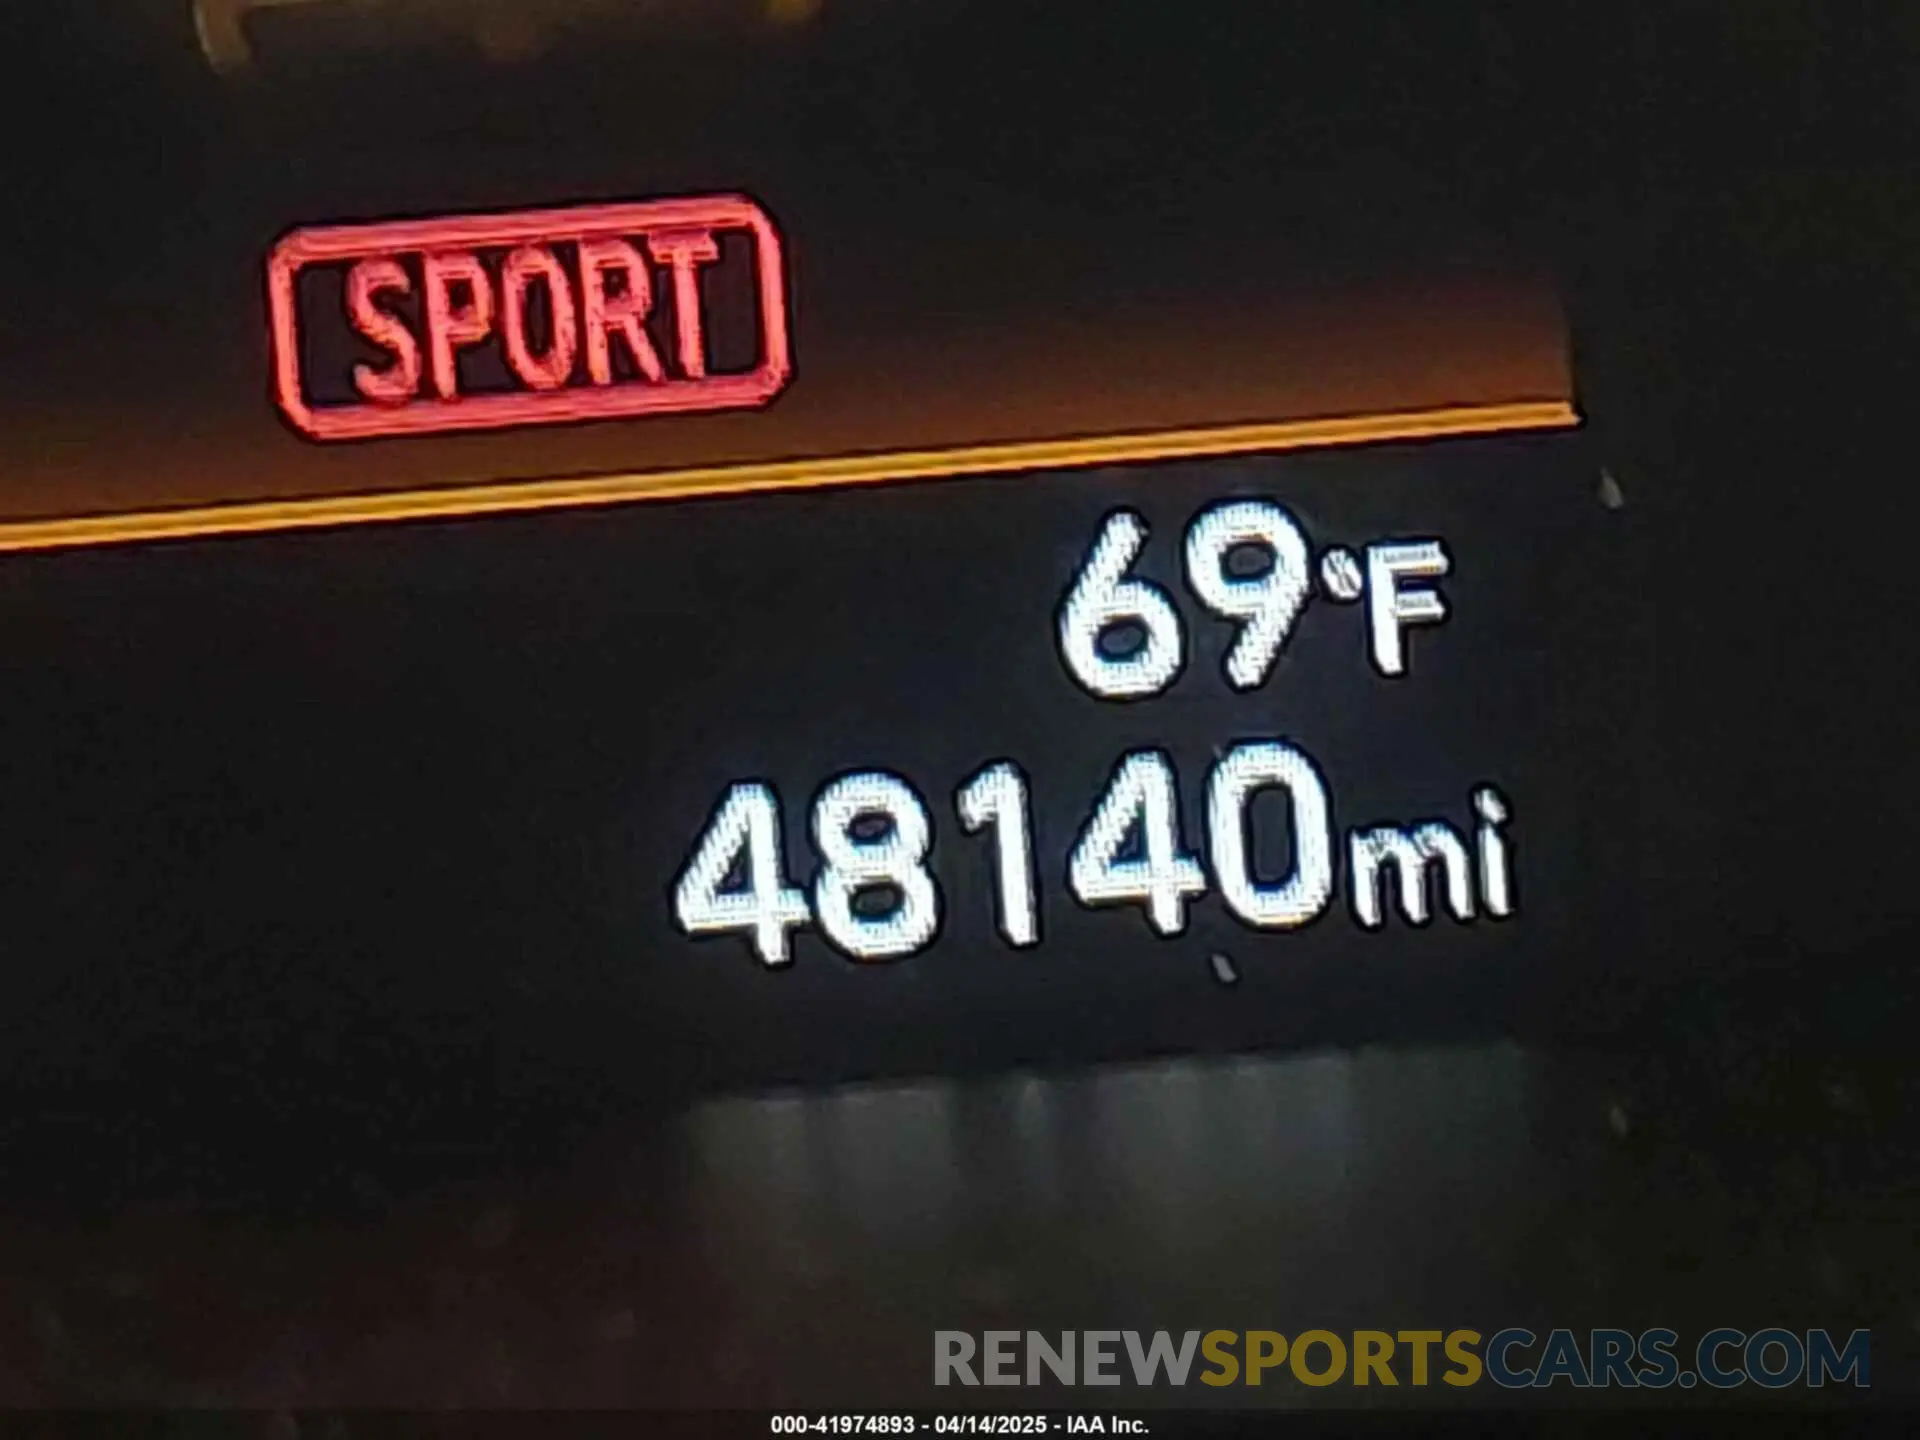 SPORT
69°F
48140mi
RENEWSPORTSCARS.COM
000-41974893 - 04/14/2025 - IAA Inc.